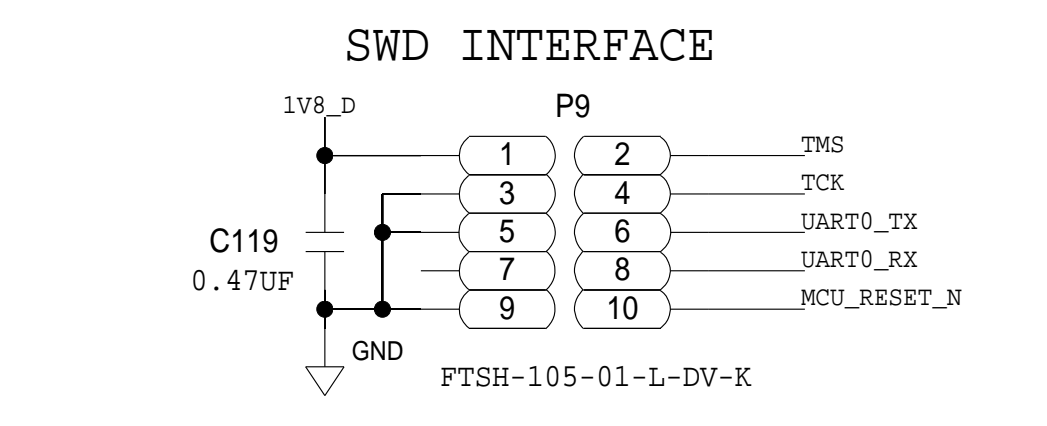 SWD INTERFACE
1V8_D
P9
1 2 TMS
3 4 TCK
5 6 UART0_TX
C119
7 8 UART0_RX
0.47UF
9 10 MCU_RESET_N
GND
FTSH-105-01-L-DV-K